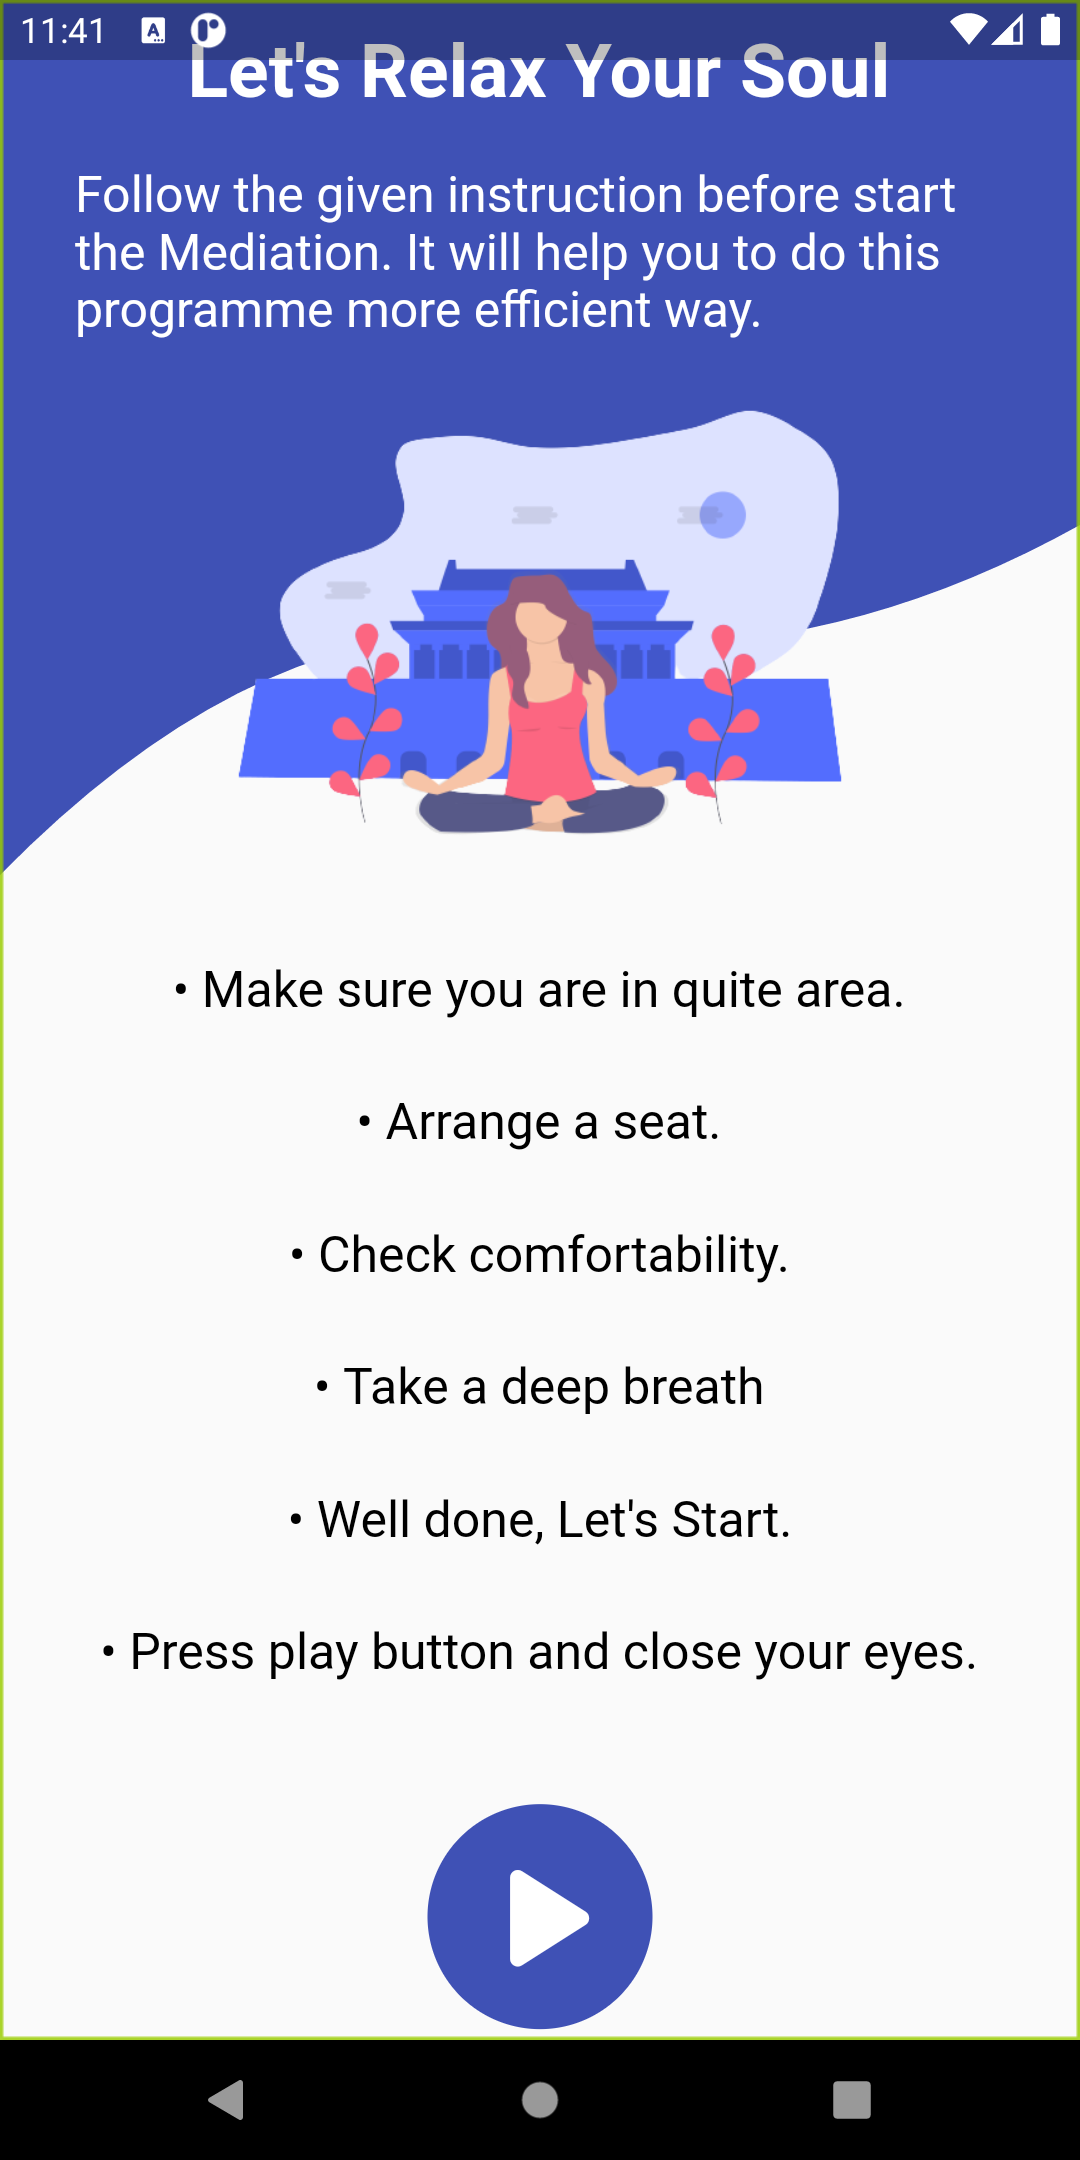 11:41
Let's Relax Your Soul
Follow the given instruction before start
the Mediation. It will help you to do this
programme more efficient way.
• Make sure you are in quite area.
• Arrange a seat.
• Check comfortability.
• Take a deep breath
• Well done, Let's Start.
• Press play button and close your eyes.